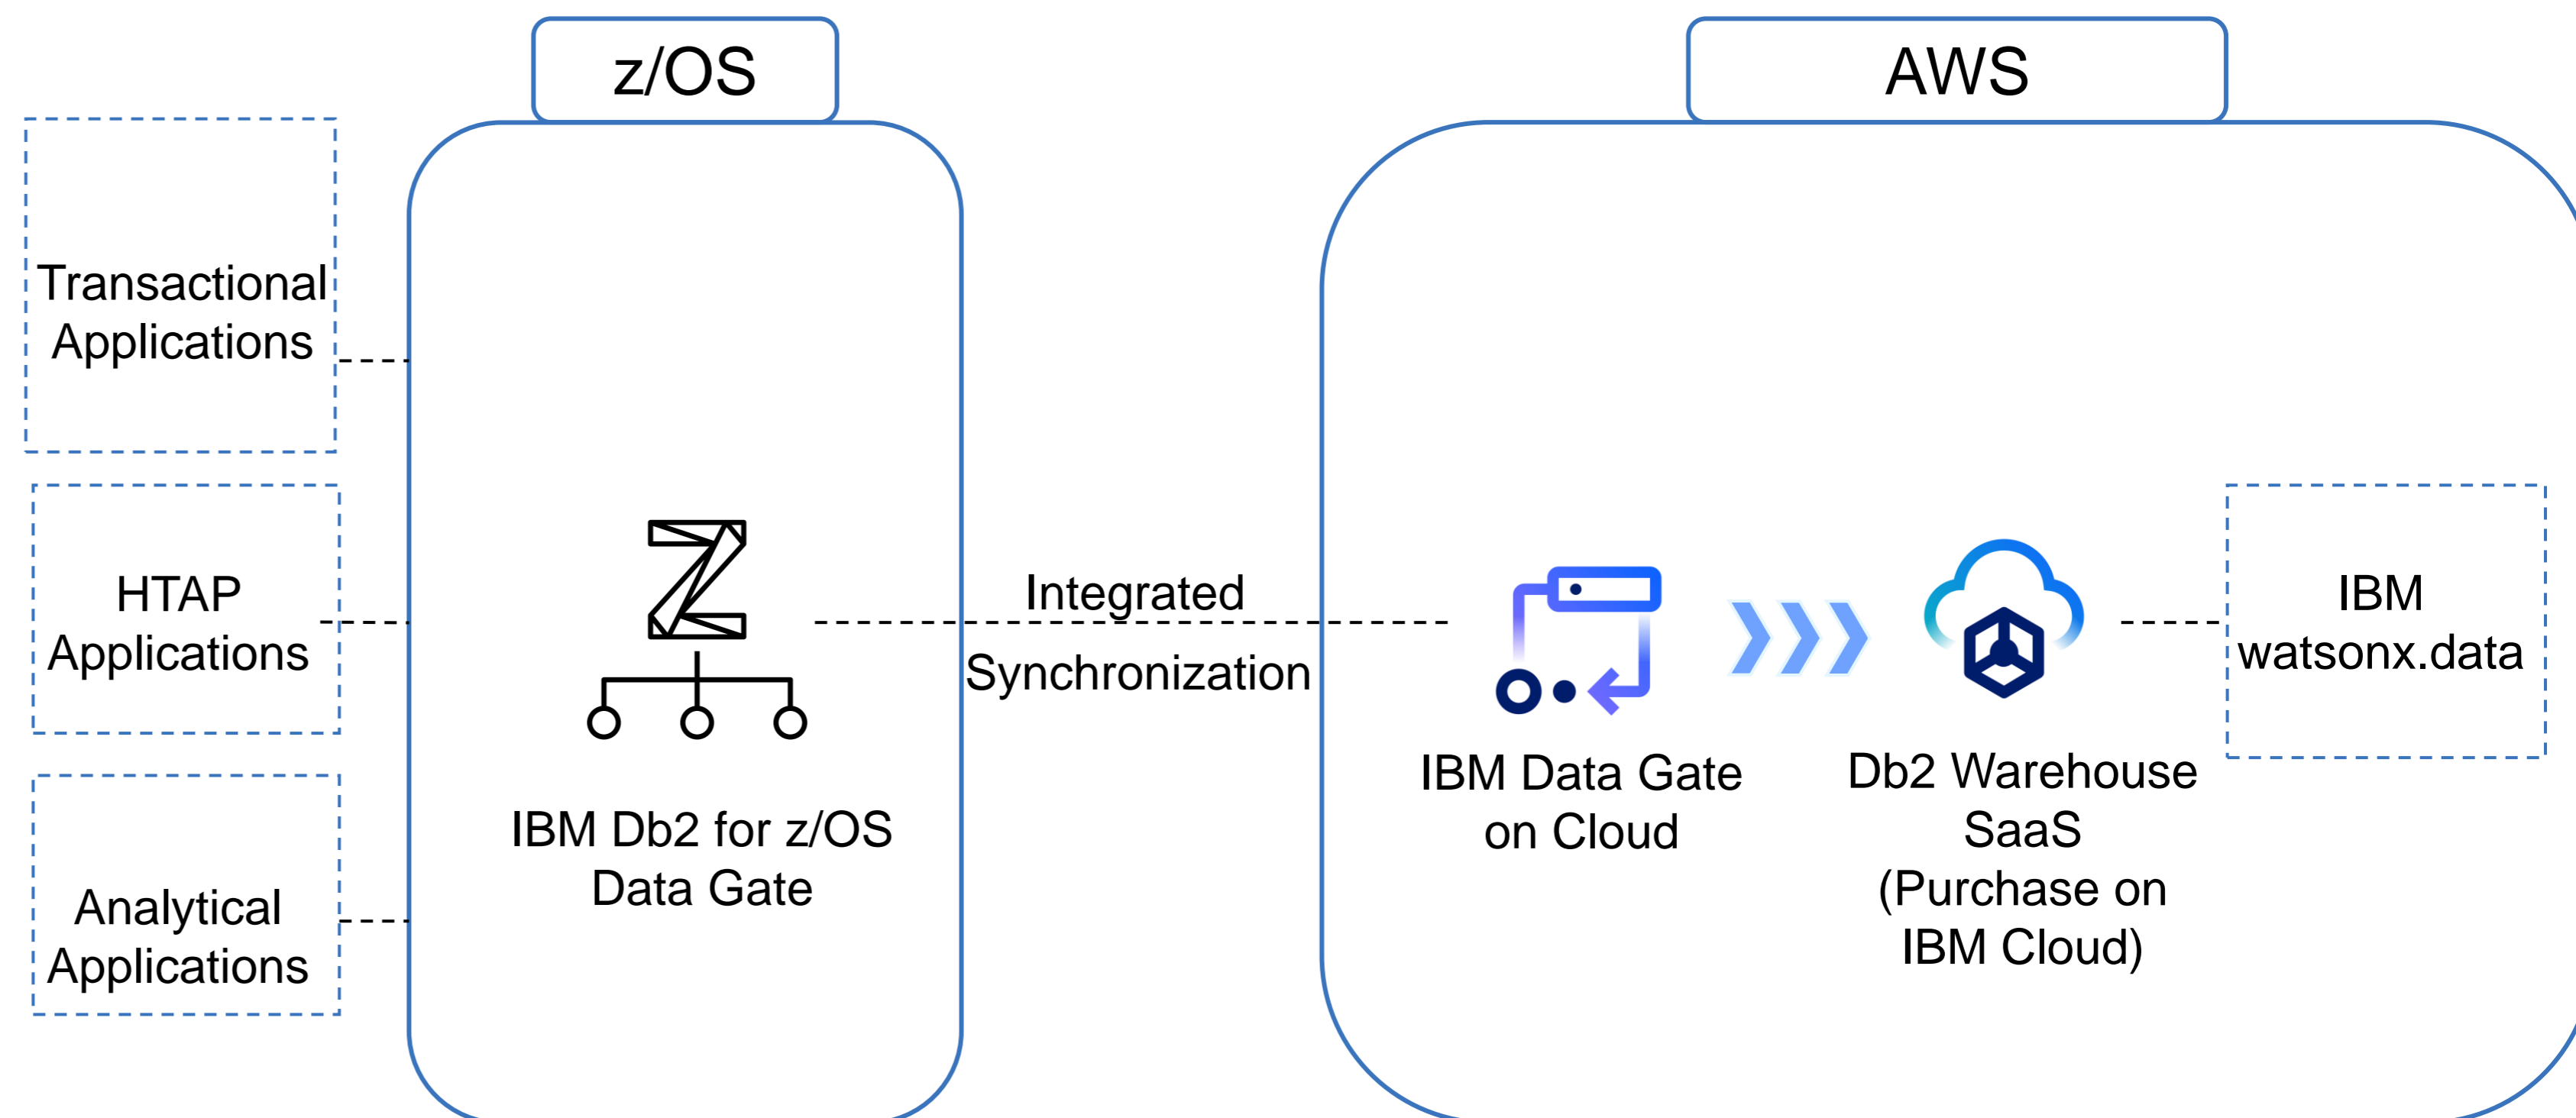 z/OS
AWS
Transactional
Applications
HTAP
Applications
Analytical
Applications
IBM Db2 for z/OS
Data Gate
Integrated
Synchronization
IBM Data Gate
on Cloud
Db2 Warehouse
SaaS
(Purchase on
IBM Cloud)
IBM
watsonx.data